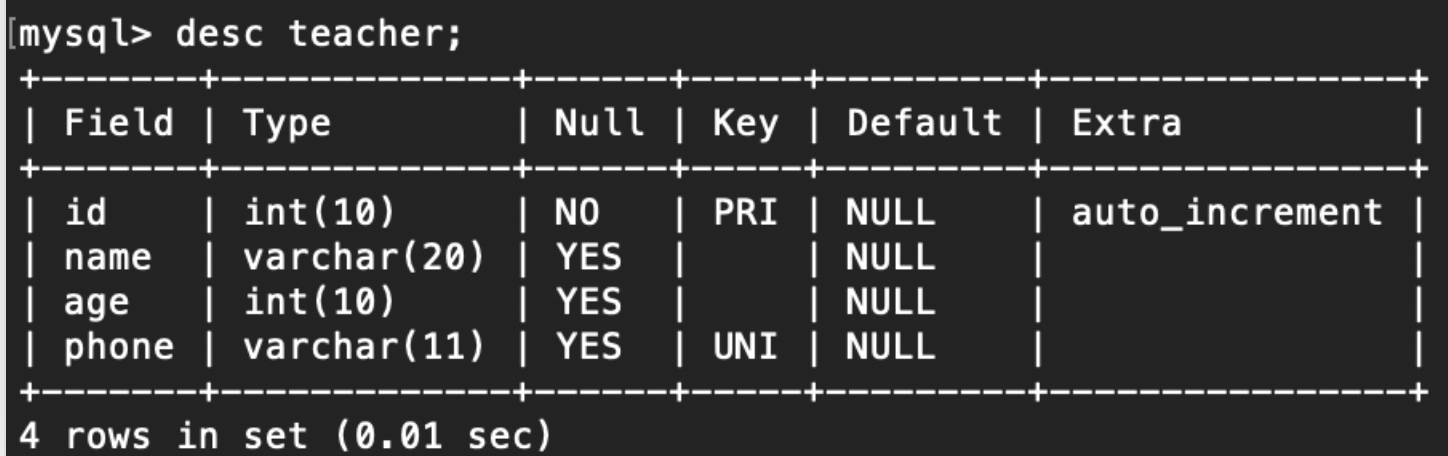 [mysql> desc teacher;
+-------+-------------+------+-----+---------+----------------+
| Field | Type        | Null | Key | Default | Extra          |
+-------+-------------+------+-----+---------+----------------+
| id    | int(10)     | NO   | PRI | NULL    | auto_increment |
| name  | varchar(20) | YES  |     | NULL    |                |
| age   | int(10)     | YES  |     | NULL    |                |
| phone | varchar(11) | YES  | UNI | NULL    |                |
+-------+-------------+------+-----+---------+----------------+
4 rows in set (0.01 sec)